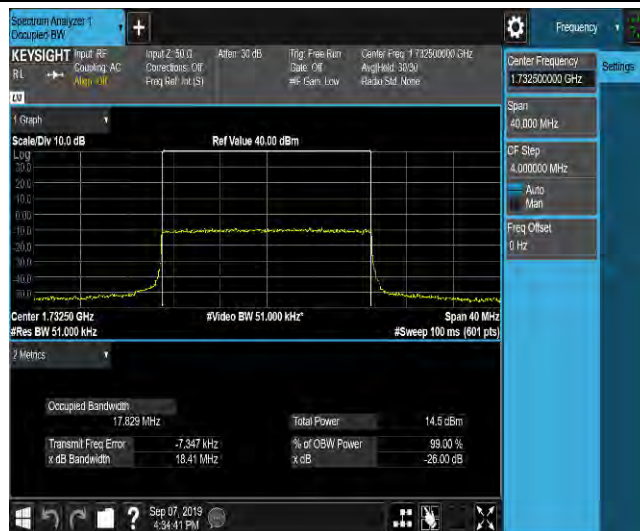 Spectrum Analyzer 1
Occupied BW
Frequency
KEYSIGHT
Input: RF
Coupling: AC
Align: Off
Input Z: 50 Ω
Corrections: Off
Freq Ref: Int (S)
Atten: 30 dB
Trig: Free Run
Gate: Off
#IF Gain: Low
Center Freq: 1.732500000 GHz
Avg|Hold: 30/30
Radio Std: None
RL
LXI
Center Frequency
1.732500000 GHz
Settings
Span
40.000 MHz
CF Step
4.000000 MHz
Auto
Man
Freq Offset
0 Hz
1 Graph
Scale/Div 10.0 dB
Ref Value 40.00 dBm
Log
30.0
20.0
10.0
0.00
-10.0
-20.0
-30.0
-40.0
-50.0
Center 1.73250 GHz
#Video BW 51.000 kHz*
Span 40 MHz
#Res BW 51.000 kHz
#Sweep 100 ms (601 pts)
2 Metrics
Occupied Bandwidth
17.829 MHz
Total Power
14.5 dBm
Transmit Freq Error
-7.347 kHz
% of OBW Power
99.00 %
x dB Bandwidth
18.41 MHz
x dB
-26.00 dB
?
Sep 07, 2019
4:34:41 PM